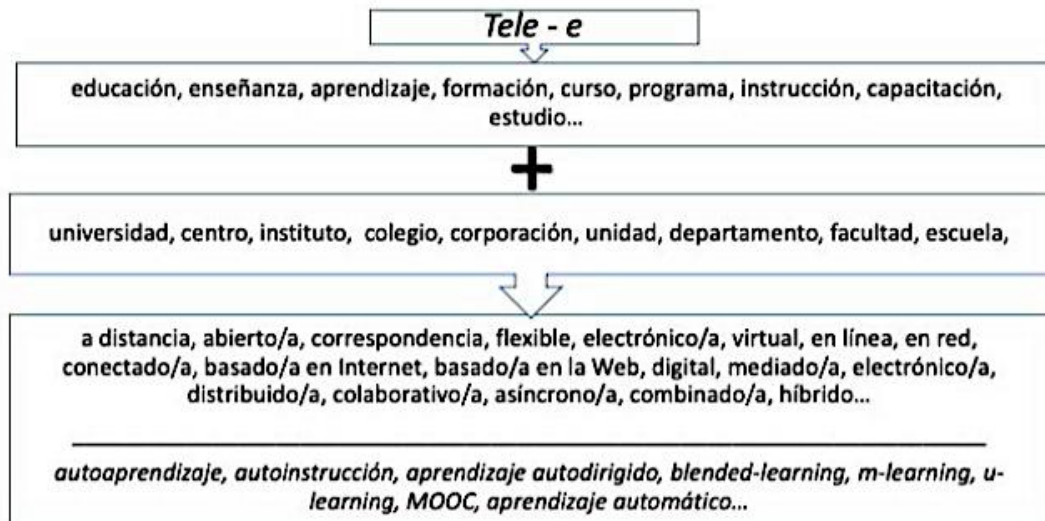 Tele - e
educación, enseñanza, aprendizaje, formación, curso, programa, instrucción, capacitación,
estudio...
+
universidad, centro, instituto, colegio, corporación, unidad, departamento, facultad, escuela,
a distancia, abierto/a, correspondencia, flexible, electrónico/a, virtual, en línea, en red,
conectado/a, basado/a en Internet, basado/a en la Web, digital, mediado/a, electrónico/a,
distribuido/a, colaborativo/a, asíncrono/a, combinado/a, híbrido...
autoaprendizaje, autoinstrucción, aprendizaje autodirigido, blended-learning, m-learning, u-
learning, MOOC, aprendizaje automático...